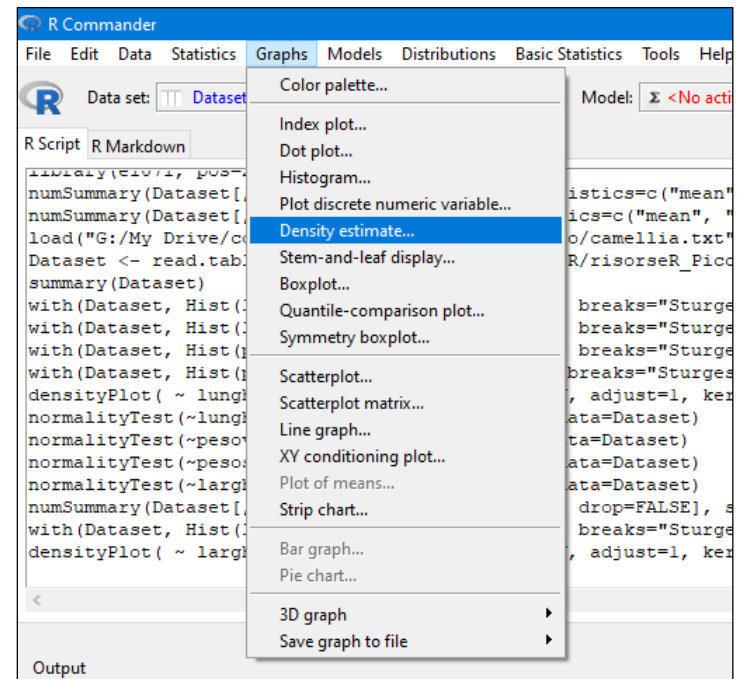 R Commander
File Edit Data Statistics Graphs Models Distributions Basic Statistics Tools Help
R Data set: Dataset Model: Σ <No acti
R Script R Markdown
Color palette...
Index plot...
Dot plot...
Histogram...
Plot discrete numeric variable...
Density estimate...
Stem-and-leaf display...
Boxplot...
Quantile-comparison plot...
Symmetry boxplot...
Scatterplot...
Scatterplot matrix...
Line graph...
XY conditioning plot...
Plot of means...
Strip chart...
Bar graph...
Pie chart...
3D graph
Save graph to file
numSummary(Dataset[, istics=c("mean"
numSummary(Dataset[, ics=c("mean", "
load("G:/My Drive/co o/camellia.txt"
Dataset <- read.tabl R/risorseR_Picc
summary(Dataset)
with(Dataset, Hist(l breaks="Sturge
with(Dataset, Hist(l breaks="Sturge
with(Dataset, Hist(p breaks="Sturge
with(Dataset, Hist(p breaks="Sturges
densityPlot( ~ lungh , adjust=1, ker
normalityTest(~lungh ata=Dataset)
normalityTest(~pesov ta=Dataset)
normalityTest(~pesos ata=Dataset)
normalityTest(~largh ata=Dataset)
numSummary(Dataset[, drop=FALSE], s
with(Dataset, Hist(l breaks="Sturge
densityPlot( ~ largh , adjust=1, ker
Output